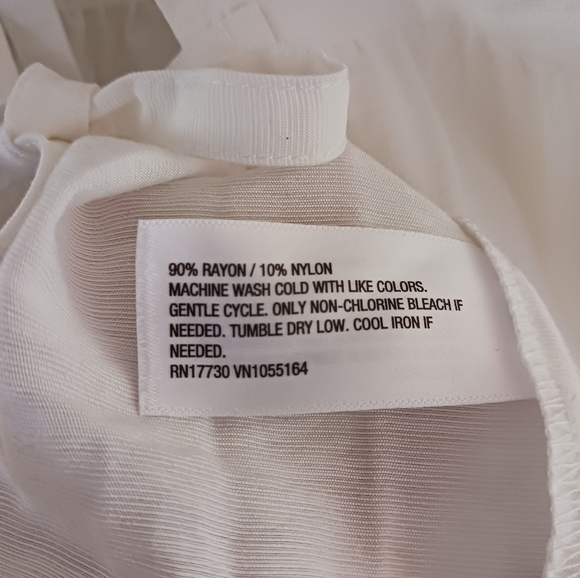 90% RAYON / 10% NYLON
MACHINE WASH COLD WITH LIKE COLORS.
GENTLE CYCLE. ONLY NON-CHLORINE BLEACH IF
NEEDED. TUMBLE DRY LOW. COOL IRON IF
NEEDED.
RN17730 VN1055164